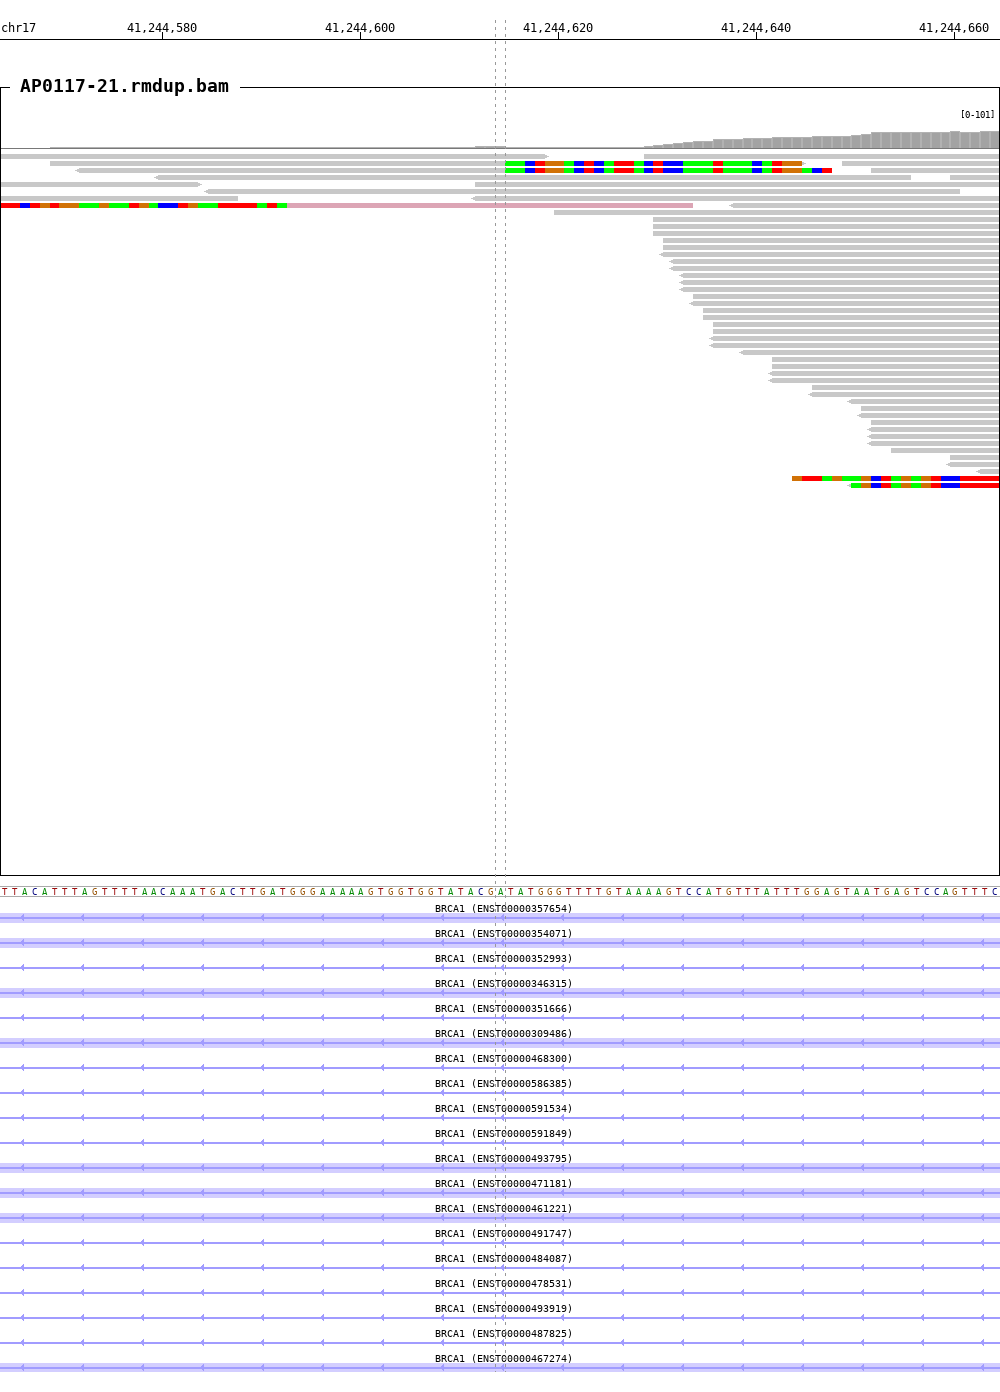 chr17 41,244,580 41,244,600 41,244,620 41,244,640 41,244,660
AP0117-21.rmdup.bam
[0-101]
T T A C A T T T A G T T T T A A C A A A T G A C T T G A T G G G A A A A A G T G G T G G T A T A C G A T A T G G G T T T T G T A A A A G T C C A T G T T T A T T T G G A G T A A T G A G T C C A G T T T C
BRCA1 (ENST00000357654)
BRCA1 (ENST00000354071)
BRCA1 (ENST00000352993)
BRCA1 (ENST00000346315)
BRCA1 (ENST00000351666)
BRCA1 (ENST00000309486)
BRCA1 (ENST00000468300)
BRCA1 (ENST00000586385)
BRCA1 (ENST00000591534)
BRCA1 (ENST00000591849)
BRCA1 (ENST00000493795)
BRCA1 (ENST00000471181)
BRCA1 (ENST00000461221)
BRCA1 (ENST00000491747)
BRCA1 (ENST00000484087)
BRCA1 (ENST00000478531)
BRCA1 (ENST00000493919)
BRCA1 (ENST00000487825)
BRCA1 (ENST00000467274)